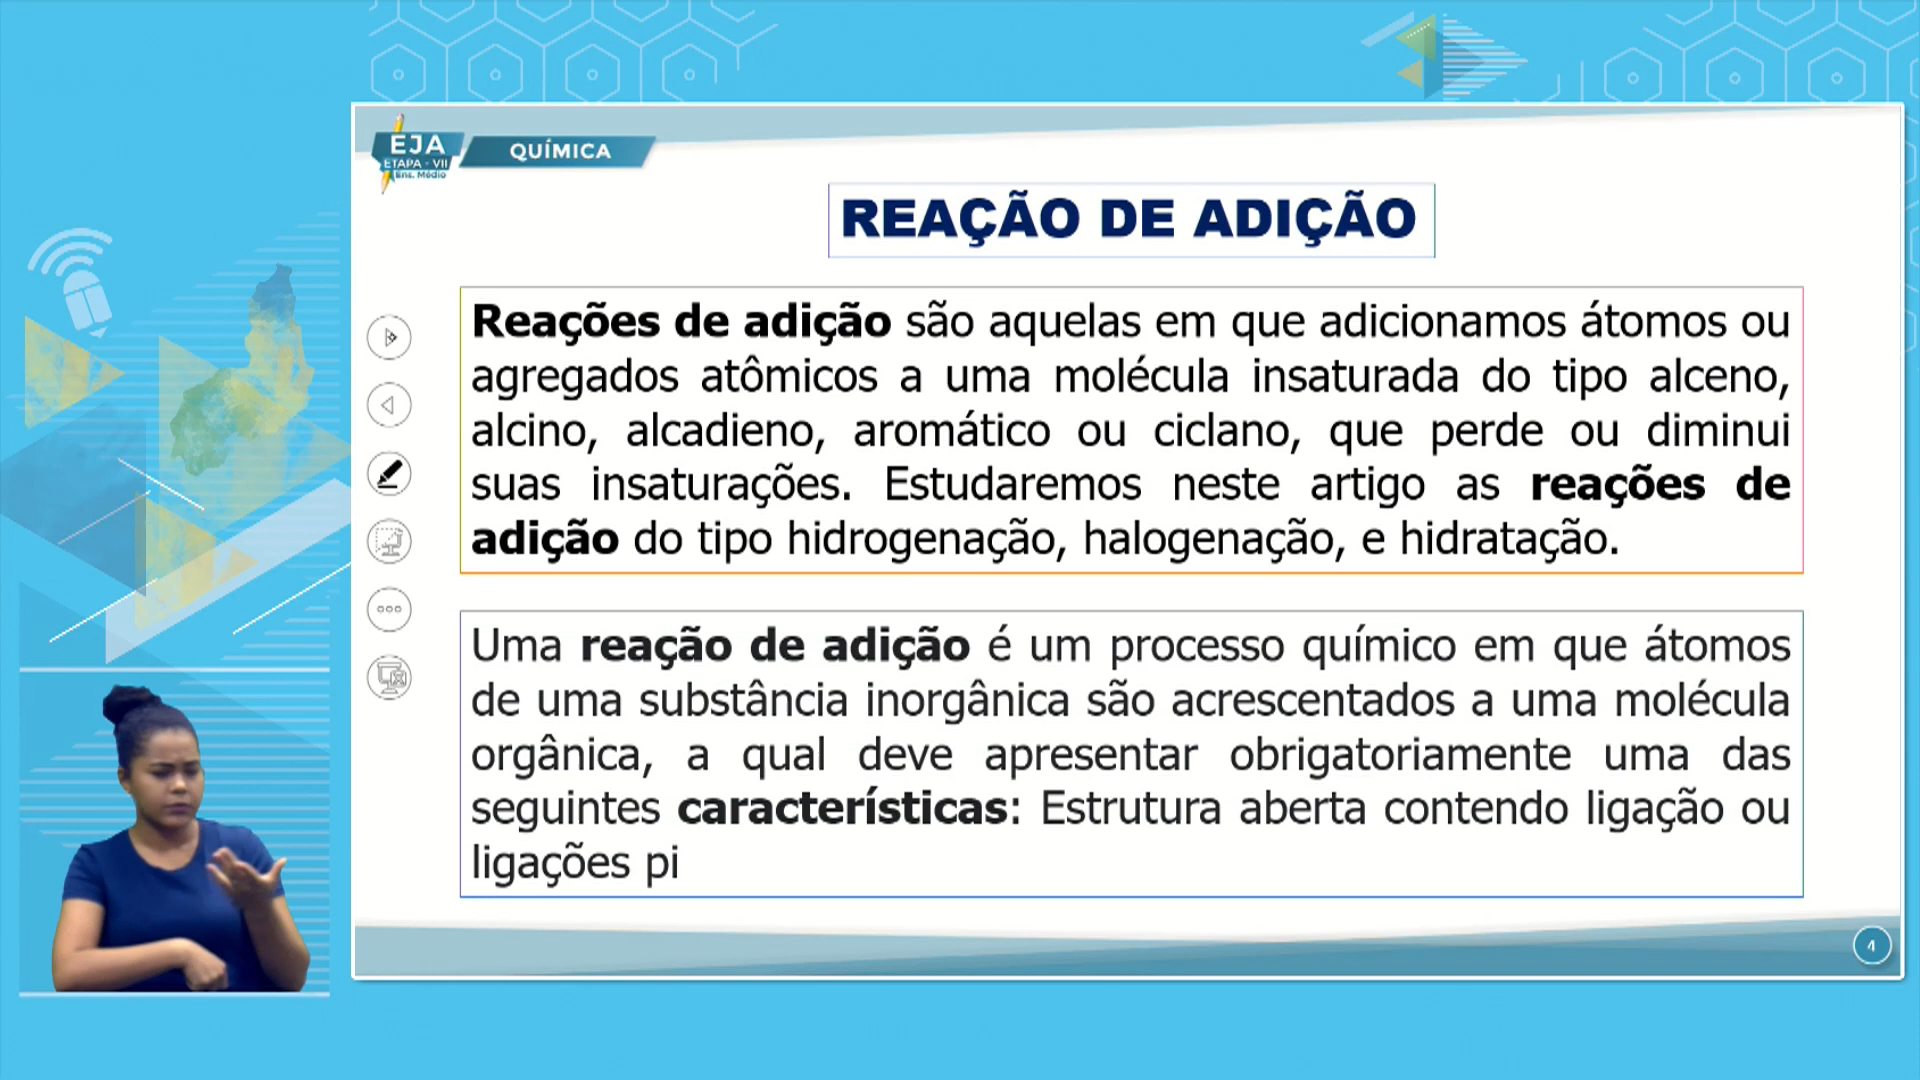 EJA
ETAPA - VII
Ens. Médio
QUÍMICA
REAÇÃO DE ADIÇÃO
Reações de adição são aquelas em que adicionamos átomos ou
agregados atômicos a uma molécula insaturada do tipo alceno,
alcino, alcadieno, aromático ou ciclano, que perde ou diminui
suas insaturações. Estudaremos neste artigo as reações de
adição do tipo hidrogenação, halogenação, e hidratação.
Uma reação de adição é um processo químico em que átomos
de uma substância inorgânica são acrescentados a uma molécula
orgânica, a qual deve apresentar obrigatoriamente uma das
seguintes características: Estrutura aberta contendo ligação ou
ligações pi
4